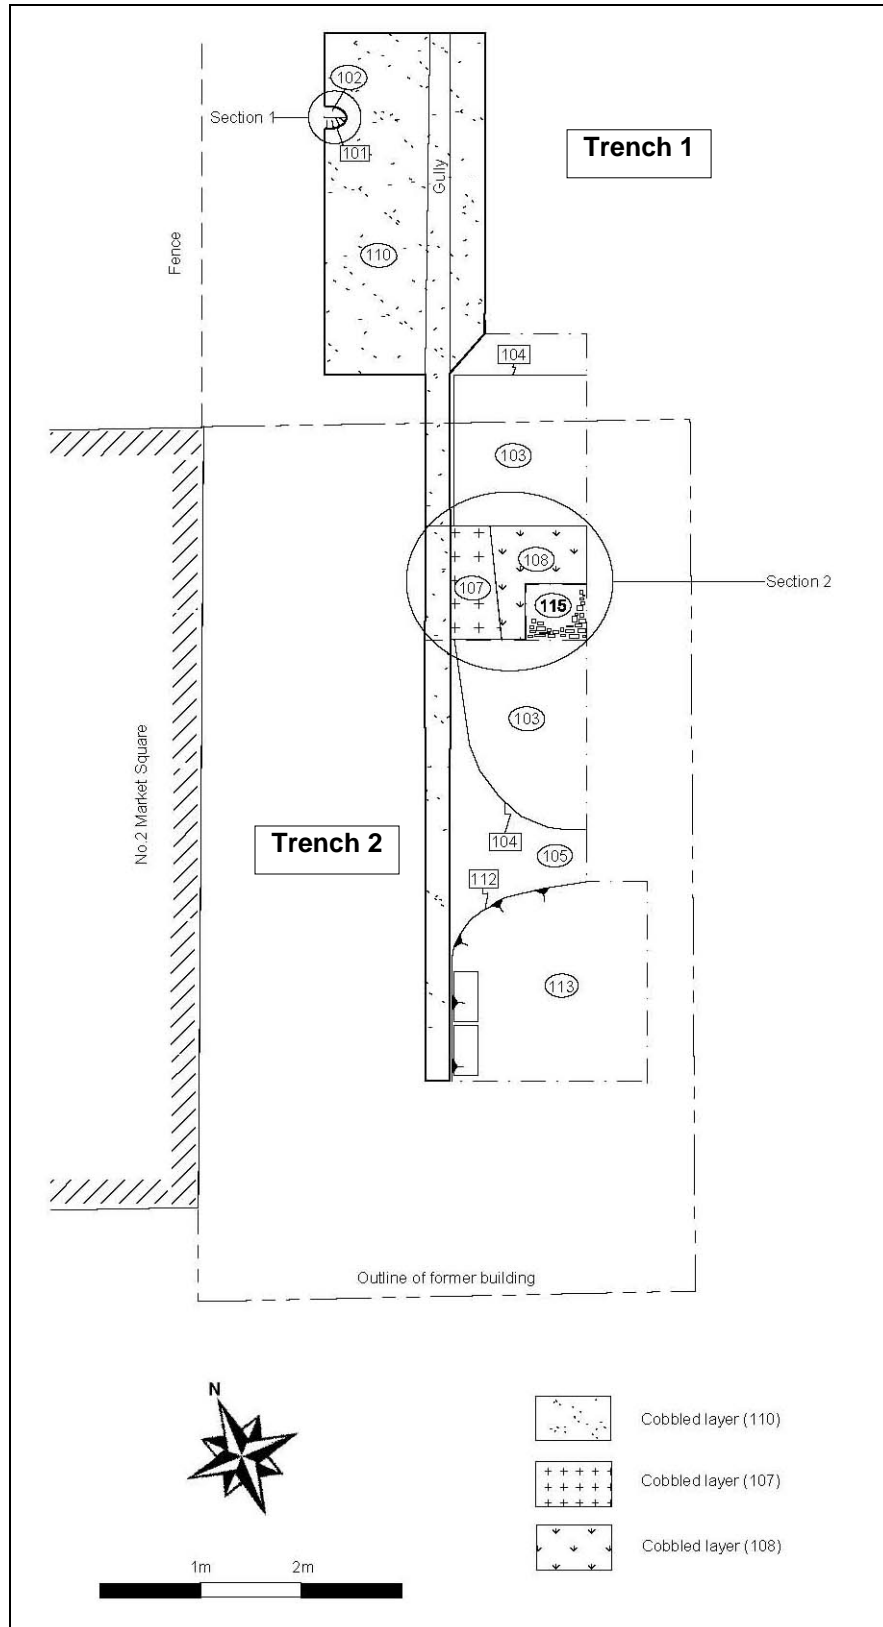 102
Section 1
101
Trench 1
Gully
Fence
110
104
103
108
107
115
Section 2
103
No.2 Market Square
Trench 2
104
105
112
113
Outline of former building
N
Cobbled layer (110)
Cobbled layer (107)
Cobbled layer (108)
1m
2m